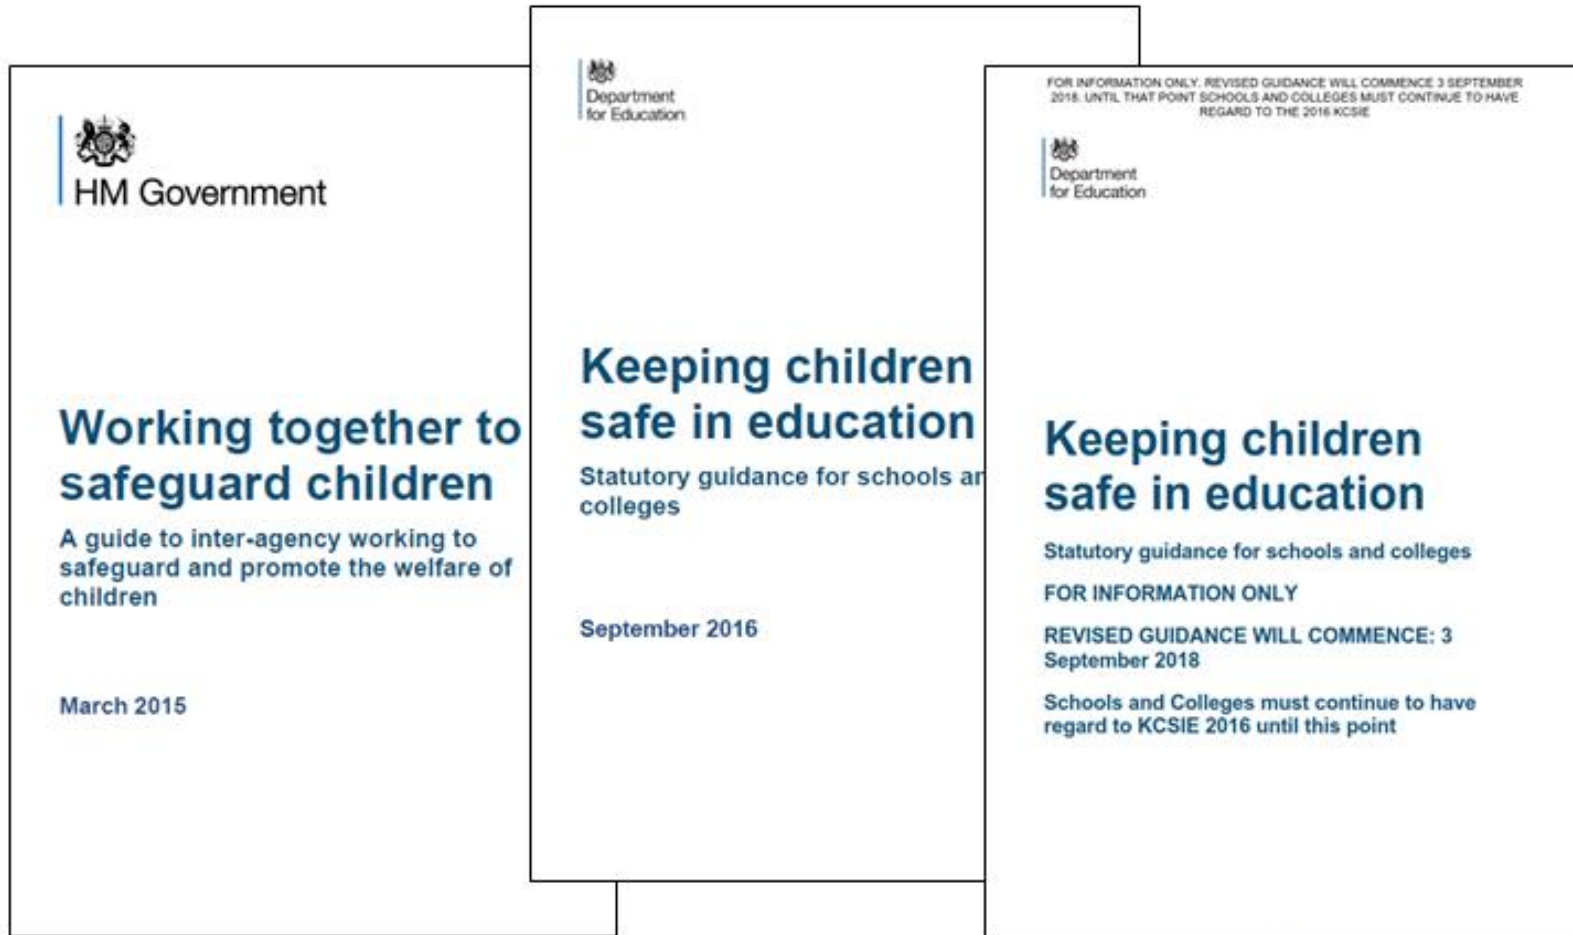 HM Government
Working together to
safeguard children
A guide to inter-agency working to
safeguard and promote the welfare of
children
March 2015
Department
for Education
Keeping children
safe in education
Statutory guidance for schools
colleges
September 2016
FOR INFORMATION ONLY. REVISED GUIDANCE WILL COMMENCE 3 SEPTEMBER
2018. UNTIL THAT POINT SCHOOLS AND COLLEGES MUST CONTINUE TO HAVE
REGARD TO THE 2016 KCSIE
Department
for Education
Keeping children
safe in education
Statutory guidance for schools and colleges
FOR INFORMATION ONLY
REVISED GUIDANCE WILL COMMENCE: 3
September 2018
Schools and Colleges must continue to have
regard to KCSIE 2016 until this point